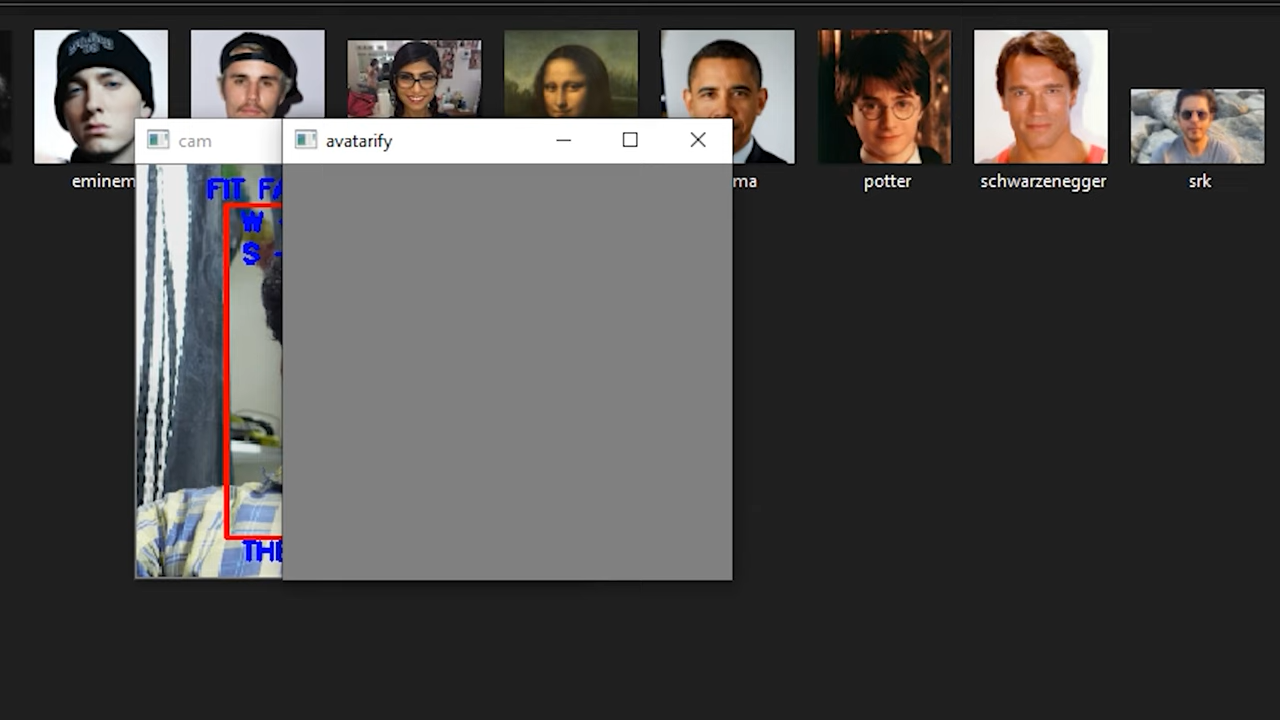 eminem
ma
potter
schwarzenegger
srk
cam
avatarify
FIT FA
W -
S -
THE